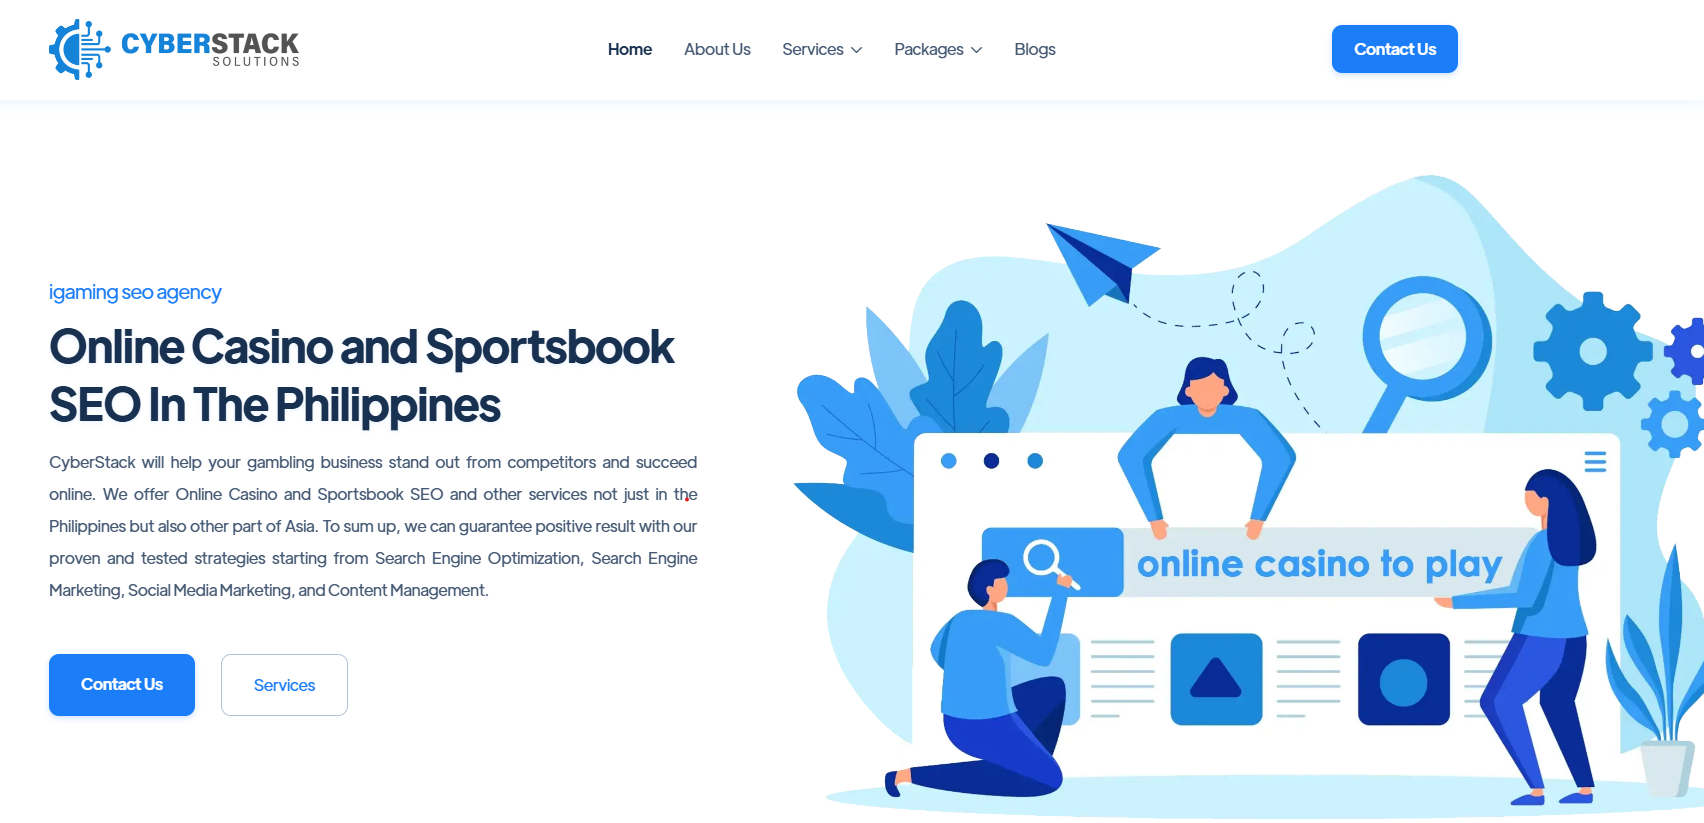 CYBERSTACK
SOLUTIONS
Home
About Us
Services
Packages
Blogs
Contact Us
igaming seo agency
Online Casino and Sportsbook
SEO In The Philippines
CyberStack will help your gambling business stand out from competitors and succeed
online. We offer Online Casino and Sportsbook SEO and other services not just in the
Philippines but also other part of Asia. To sum up, we can guarantee positive result with our
proven and tested strategies starting from Search Engine Optimization, Search Engine
Marketing, Social Media Marketing, and Content Management.
Contact Us
Services
online casino to play